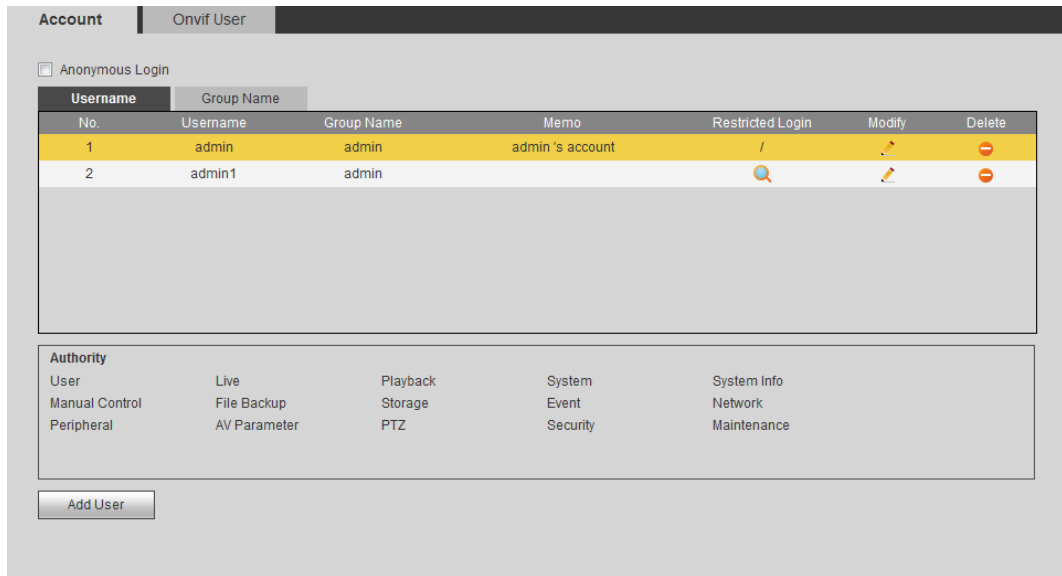 Account Onvif User
Anonymous Login
Username Group Name
No. Username Group Name Memo Restricted Login Modify Delete
1 admin admin admin 's account /
2 admin1 admin
Authority
User Live Playback System System Info
Manual Control File Backup Storage Event Network
Peripheral AV Parameter PTZ Security Maintenance
Add User